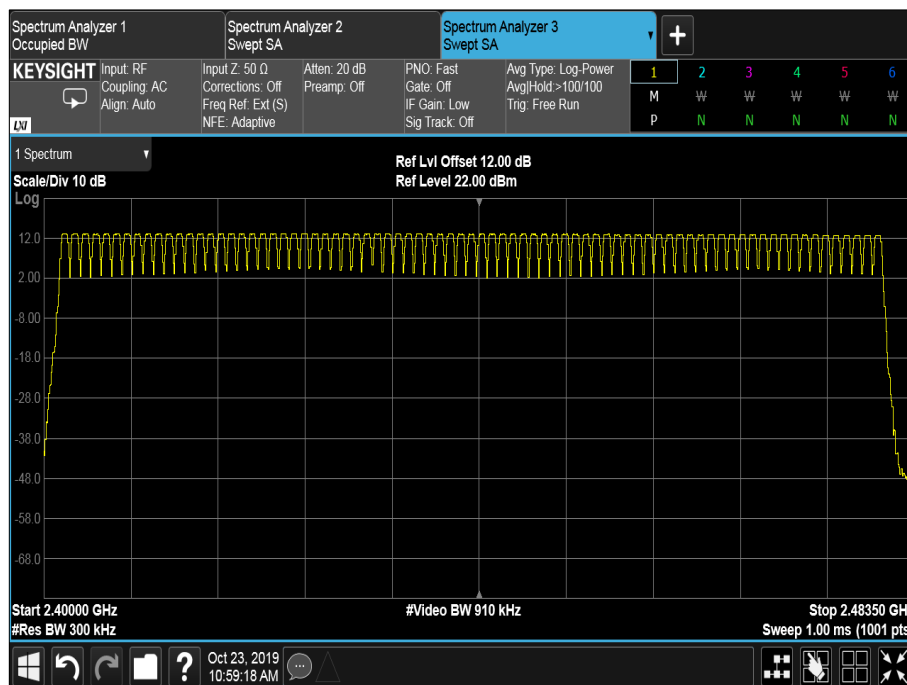 Spectrum Analyzer 1
Occupied BW
Spectrum Analyzer 2
Swept SA
Spectrum Analyzer 3
Swept SA
+
KEYSIGHT
LXI
Input: RF
Coupling: AC
Align: Auto
Input Z: 50 Ω
Corrections: Off
Freq Ref: Ext (S)
NFE: Adaptive
Atten: 20 dB
Preamp: Off
PNO: Fast
Gate: Off
IF Gain: Low
Sig Track: Off
Avg Type: Log-Power
Avg|Hold:>100/100
Trig: Free Run
1 2 3 4 5 6
M W W W W W
P N N N N N
1 Spectrum
Scale/Div 10 dB
Ref Lvl Offset 12.00 dB
Ref Level 22.00 dBm
Log
12.0
2.00
-8.00
-18.0
-28.0
-38.0
-48.0
-58.0
-68.0
Start 2.40000 GHz
#Res BW 300 kHz
#Video BW 910 kHz
Stop 2.48350 GH
Sweep 1.00 ms (1001 pts
?
Oct 23, 2019
10:59:18 AM